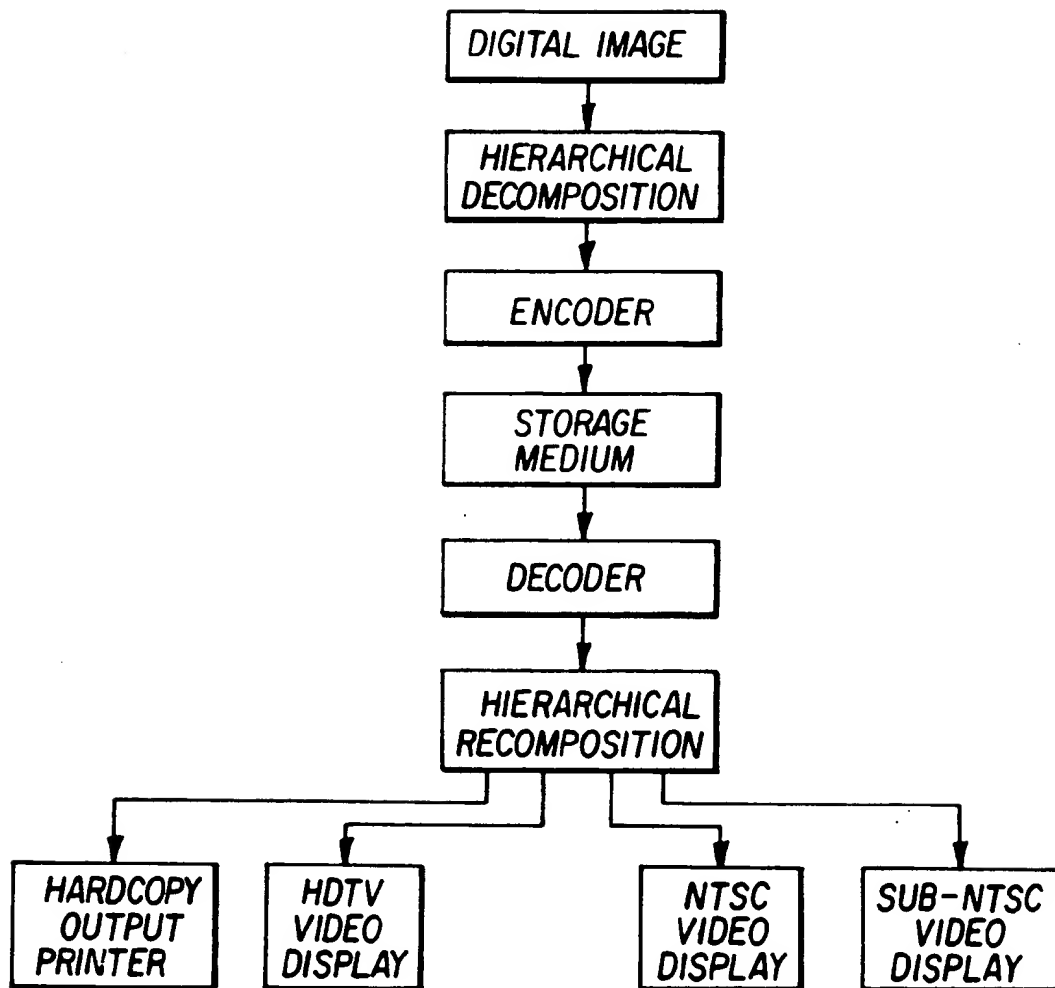 DIGITAL IMAGE
HIERARCHICAL
DECOMPOSITION
ENCODER
STORAGE
MEDIUM
DECODER
HIERARCHICAL
RECOMPOSITION
HARDCOPY
OUTPUT
PRINTER
HDTV
VIDEO
DISPLAY
NTSC
VIDEO
DISPLAY
SUB-NTSC
VIDEO
DISPLAY